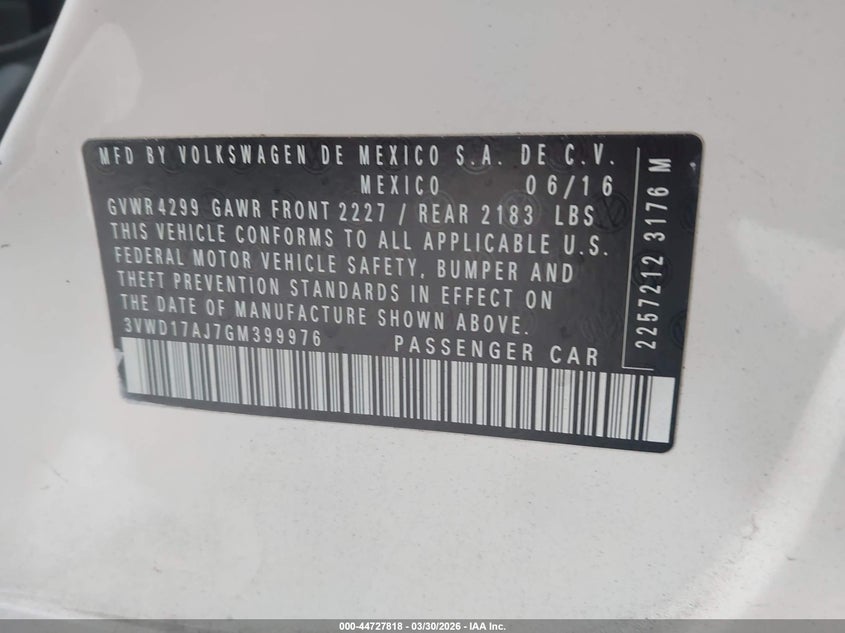 MFD BY VOLKSWAGEN DE MEXICO S.A. DE C.V.
MEXICO 06/16
GVWR 4299 GAWR FRONT 2227 / REAR 2183 LBS
THIS VEHICLE CONFORMS TO ALL APPLICABLE U.S.
FEDERAL MOTOR VEHICLE SAFETY, BUMPER AND
THEFT PREVENTION STANDARDS IN EFFECT ON
THE DATE OF MANUFACTURE SHOWN ABOVE.
3VWD17AJ7GM399976 PASSENGER CAR
2257212 3176 M
000-44727818 - 03/30/2026 - IAA Inc.